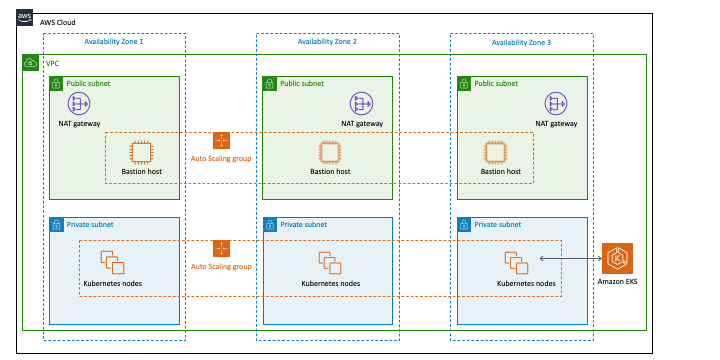 aws
AWS Cloud
Availability Zone 1
Availability Zone 2
Availability Zone 3
VPC
Public subnet
Public subnet
Public subnet
NAT gateway
NAT gateway
NAT gateway
Auto Scaling group
Bastion host
Bastion host
Bastion host
Private subnet
Private subnet
Private subnet
Auto Scaling group
Kubernetes nodes
Kubernetes nodes
Kubernetes nodes
K
Amazon EKS